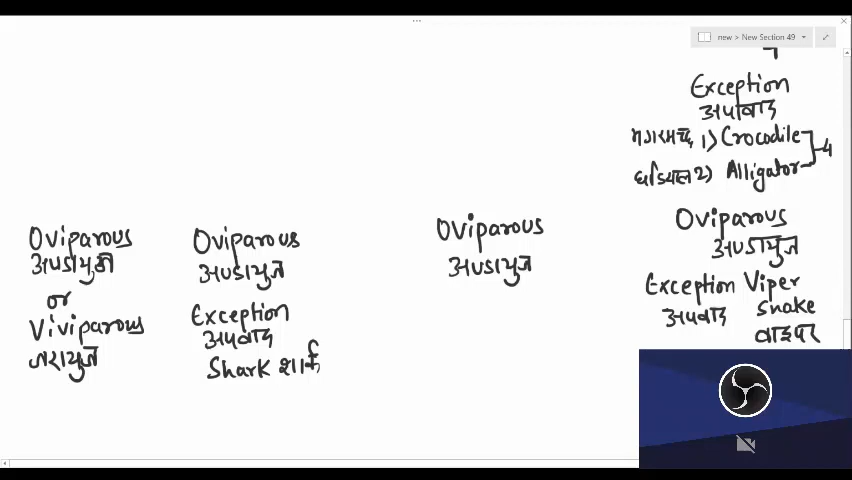 new > New Section 49
Exception
अपवाद
मगरमच्छ 1) Crocodile
घड़ियाल 2) Alligator
4
Oviparous
अण्डायुज
or
Viviparous
जरायुज
Oviparous
अण्डायुज
Exception
अपवाद
Shark शार्क
Oviparous
अण्डायुज
Oviparous
अण्डायुज
Exception Viper
अपवाद snake
वाइपर